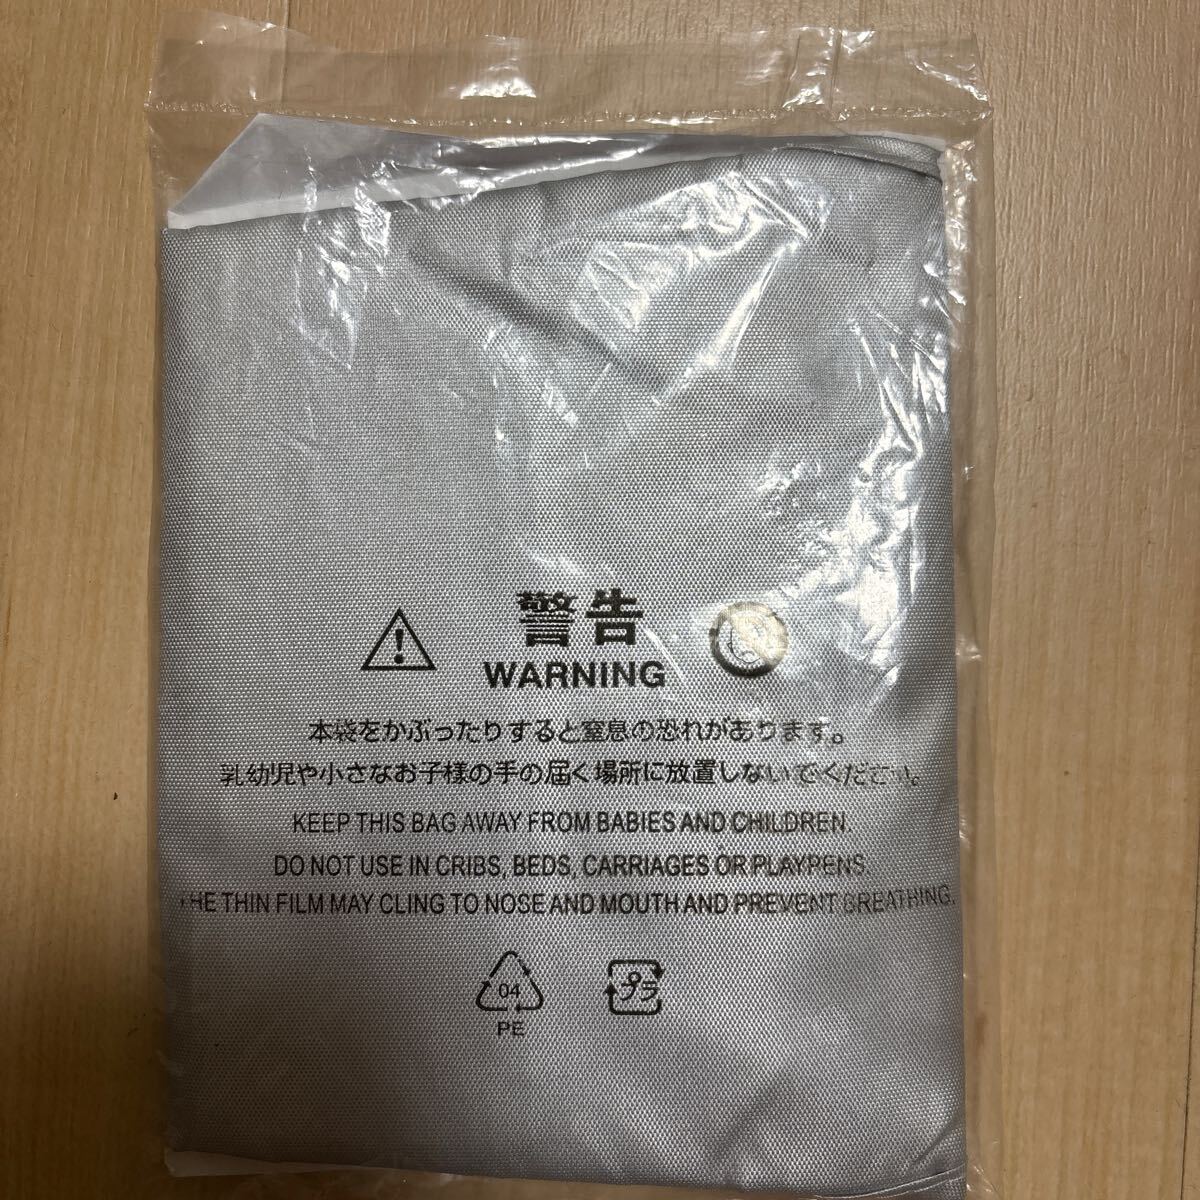 警告
WARNING
本袋をかぶったりすると窒息の恐れがあります。
乳幼児や小さなお子様の手の届く場所に放置しないでください。
KEEP THIS BAG AWAY FROM BABIES AND CHILDREN.
DO NOT USE IN CRIBS, BEDS, CARRIAGES OR PLAYPENS.
THE THIN FILM MAY CLING TO NOSE AND MOUTH AND PREVENT BREATHING.
04 プラ
PE